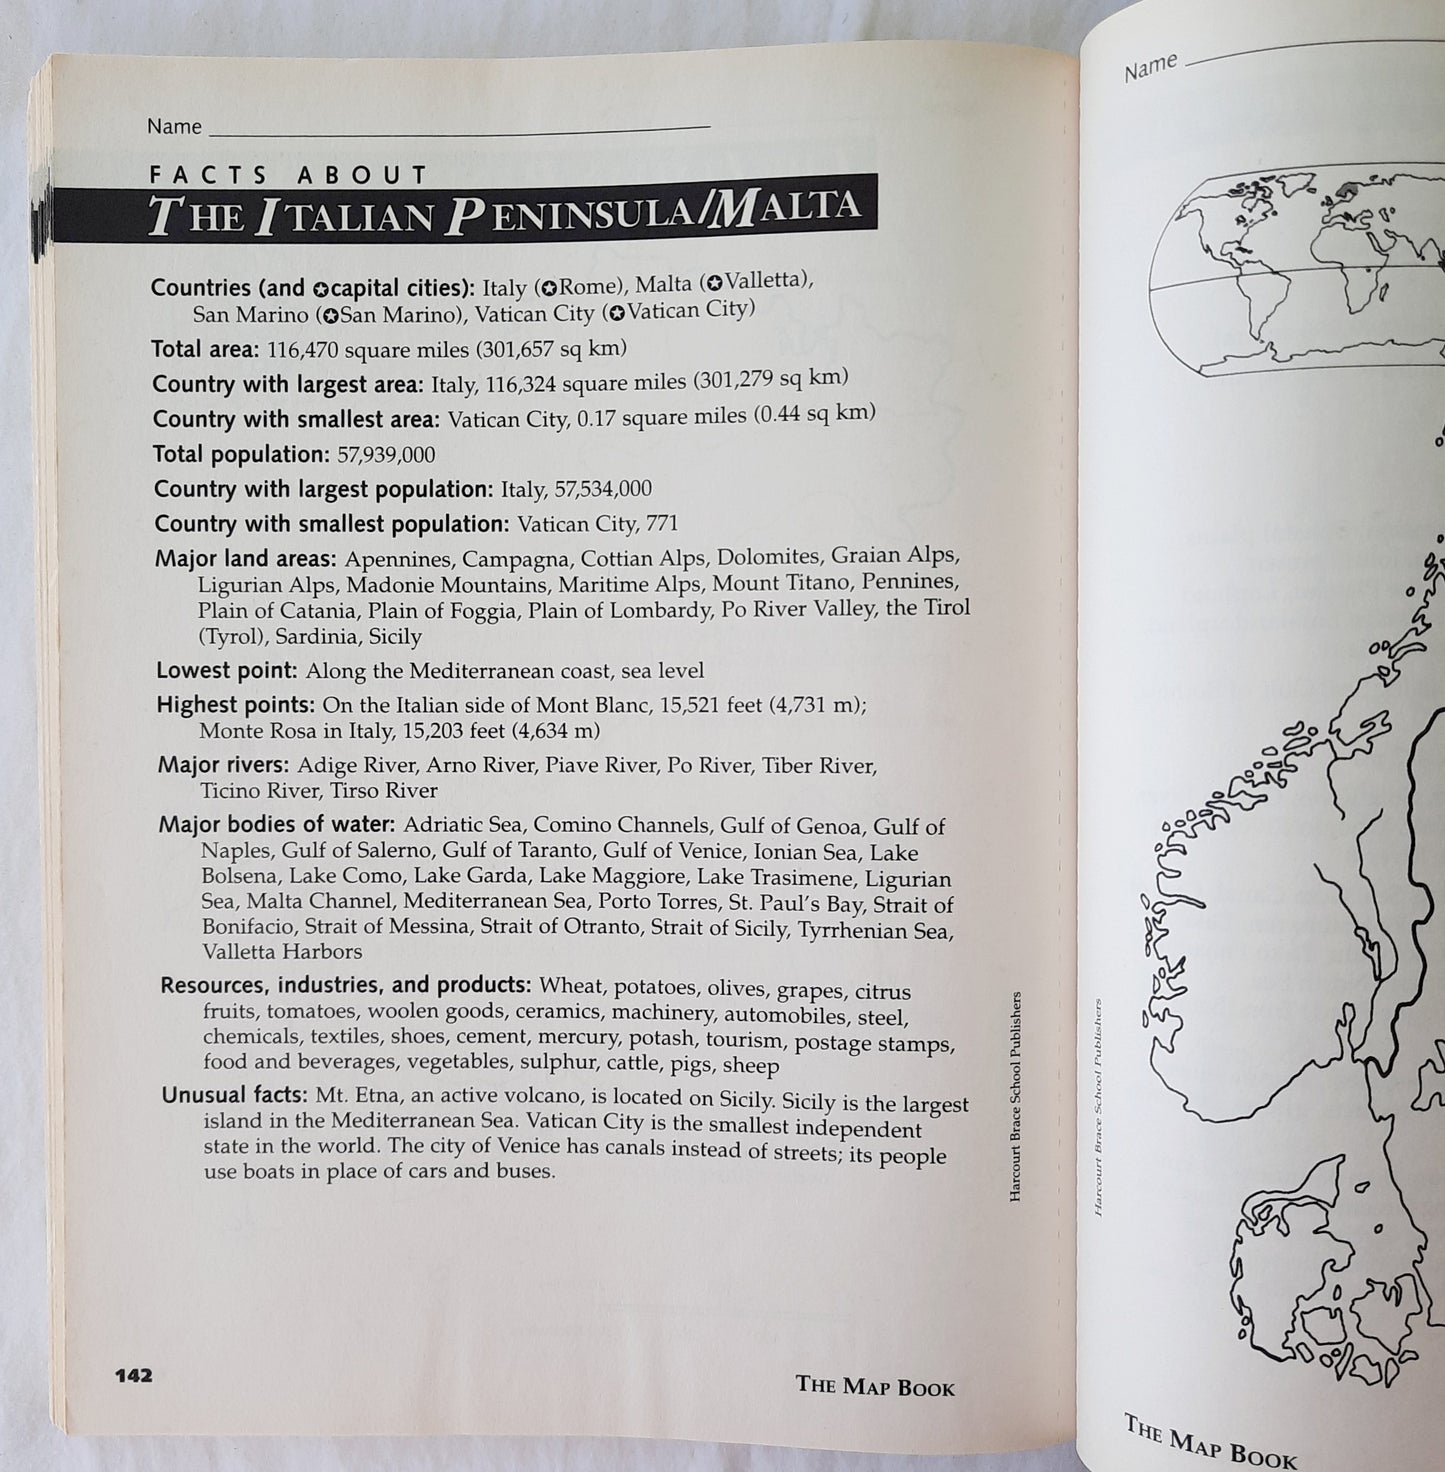 Name
FACTS ABOUT
THE ITALIAN PENINSULA/MALTA
Countries (and ✪capital cities): Italy (✪Rome), Malta (✪Valletta),
San Marino (✪San Marino), Vatican City (✪Vatican City)
Total area: 116,470 square miles (301,657 sq km)
Country with largest area: Italy, 116,324 square miles (301,279 sq km)
Country with smallest area: Vatican City, 0.17 square miles (0.44 sq km)
Total population: 57,939,000
Country with largest population: Italy, 57,534,000
Country with smallest population: Vatican City, 771
Major land areas: Apennines, Campagna, Cottian Alps, Dolomites, Graian Alps,
Ligurian Alps, Madonie Mountains, Maritime Alps, Mount Titano, Pennines,
Plain of Catania, Plain of Foggia, Plain of Lombardy, Po River Valley, the Tirol
(Tyrol), Sardinia, Sicily
Lowest point: Along the Mediterranean coast, sea level
Highest points: On the Italian side of Mont Blanc, 15,521 feet (4,731 m);
Monte Rosa in Italy, 15,203 feet (4,634 m)
Major rivers: Adige River, Arno River, Piave River, Po River, Tiber River,
Ticino River, Tirso River
Major bodies of water: Adriatic Sea, Comino Channels, Gulf of Genoa, Gulf of
Naples, Gulf of Salerno, Gulf of Taranto, Gulf of Venice, Ionian Sea, Lake
Bolsena, Lake Como, Lake Garda, Lake Maggiore, Lake Trasimene, Ligurian
Sea, Malta Channel, Mediterranean Sea, Porto Torres, St. Paul's Bay, Strait of
Bonifacio, Strait of Messina, Strait of Otranto, Strait of Sicily, Tyrrhenian Sea,
Valletta Harbors
Resources, industries, and products: Wheat, potatoes, olives, grapes, citrus
fruits, tomatoes, woolen goods, ceramics, machinery, automobiles, steel,
chemicals, textiles, shoes, cement, mercury, potash, tourism, postage stamps,
food and beverages, vegetables, sulphur, cattle, pigs, sheep
Unusual facts: Mt. Etna, an active volcano, is located on Sicily. Sicily is the largest
island in the Mediterranean Sea. Vatican City is the smallest independent
state in the world. The city of Venice has canals instead of streets; its people
use boats in place of cars and buses.
Harcourt Brace School Publishers
142
THE MAP BOOK
Name
Harcourt Brace School Publishers
THE MAP BOOK